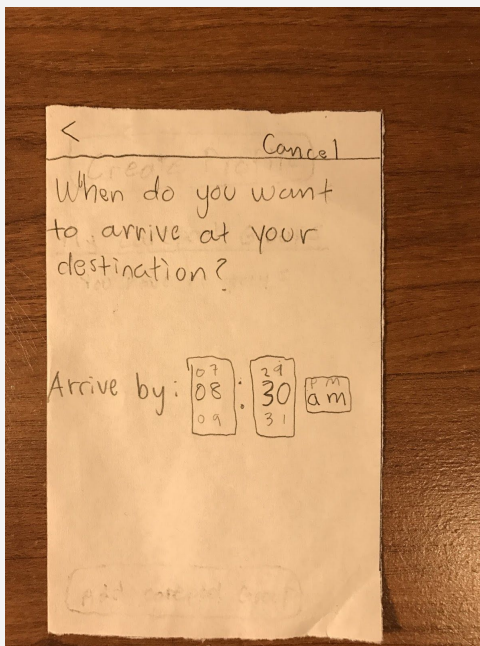 <
Cancel
When do you want
to arrive at your
destination?
07 29
Arrive by: 08 : 30 am
09 31
PM